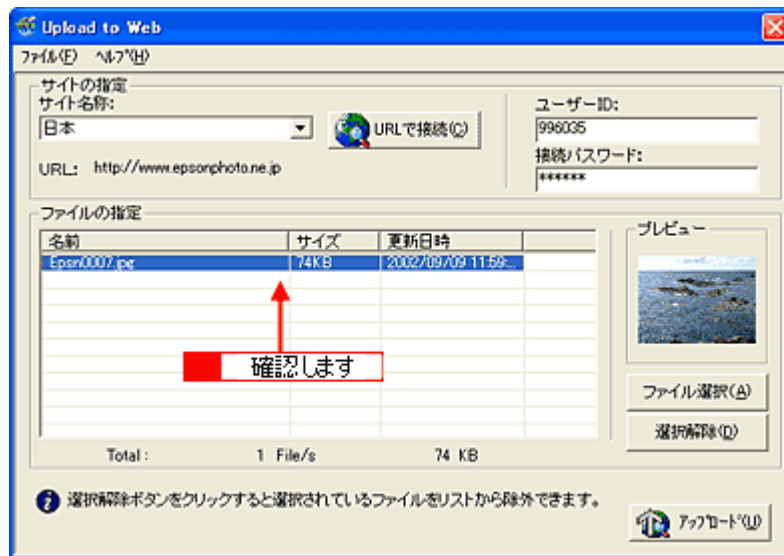 Upload to Web
ファイル(F) ヘルプ(H)
サイトの指定
サイト名称:
日本
URLで接続(C)
URL: http://www.epsonphoto.ne.jp
ユーザーID:
996035
接続パスワード:
******
ファイルの指定
名前 サイズ 更新日時
Epsn0007.jpg 74KB 2002/09/09 11:59:...
確認します
Total : 1 File/s 74 KB
プレビュー
ファイル選択(A)
選択解除(D)
選択解除ボタンをクリックすると選択されているファイルをリストから除外できます。
アップロード(U)